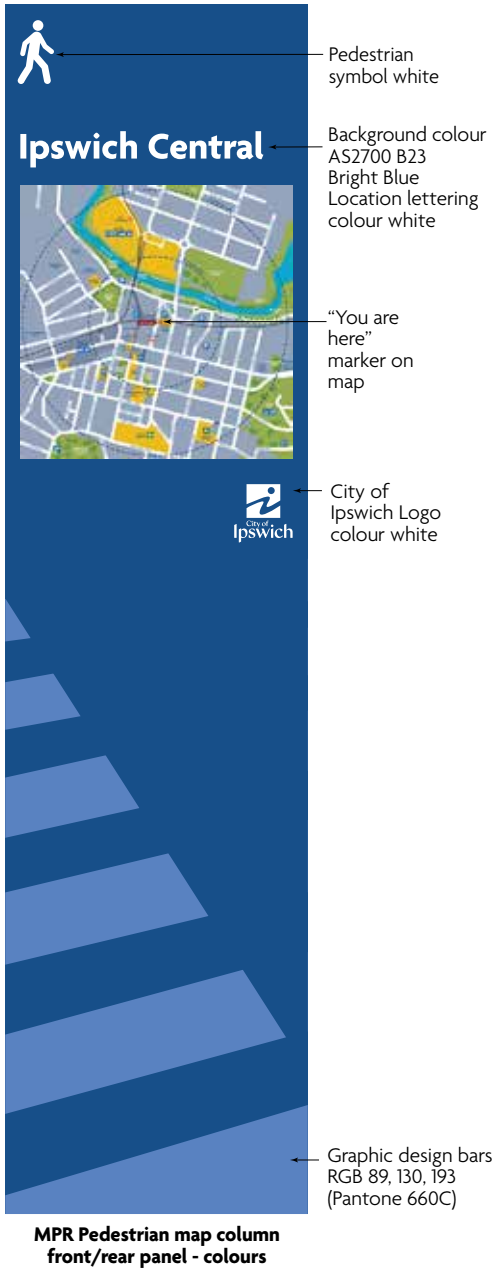 Pedestrian
symbol white
Ipswich Central
Background colour
AS2700 B23
Bright Blue
Location lettering
colour white
“You are
here”
marker on
map
City of
Ipswich
City of
Ipswich Logo
colour white
Graphic design bars
RGB 89, 130, 193
(Pantone 660C)
MPR Pedestrian map column
front/rear panel - colours